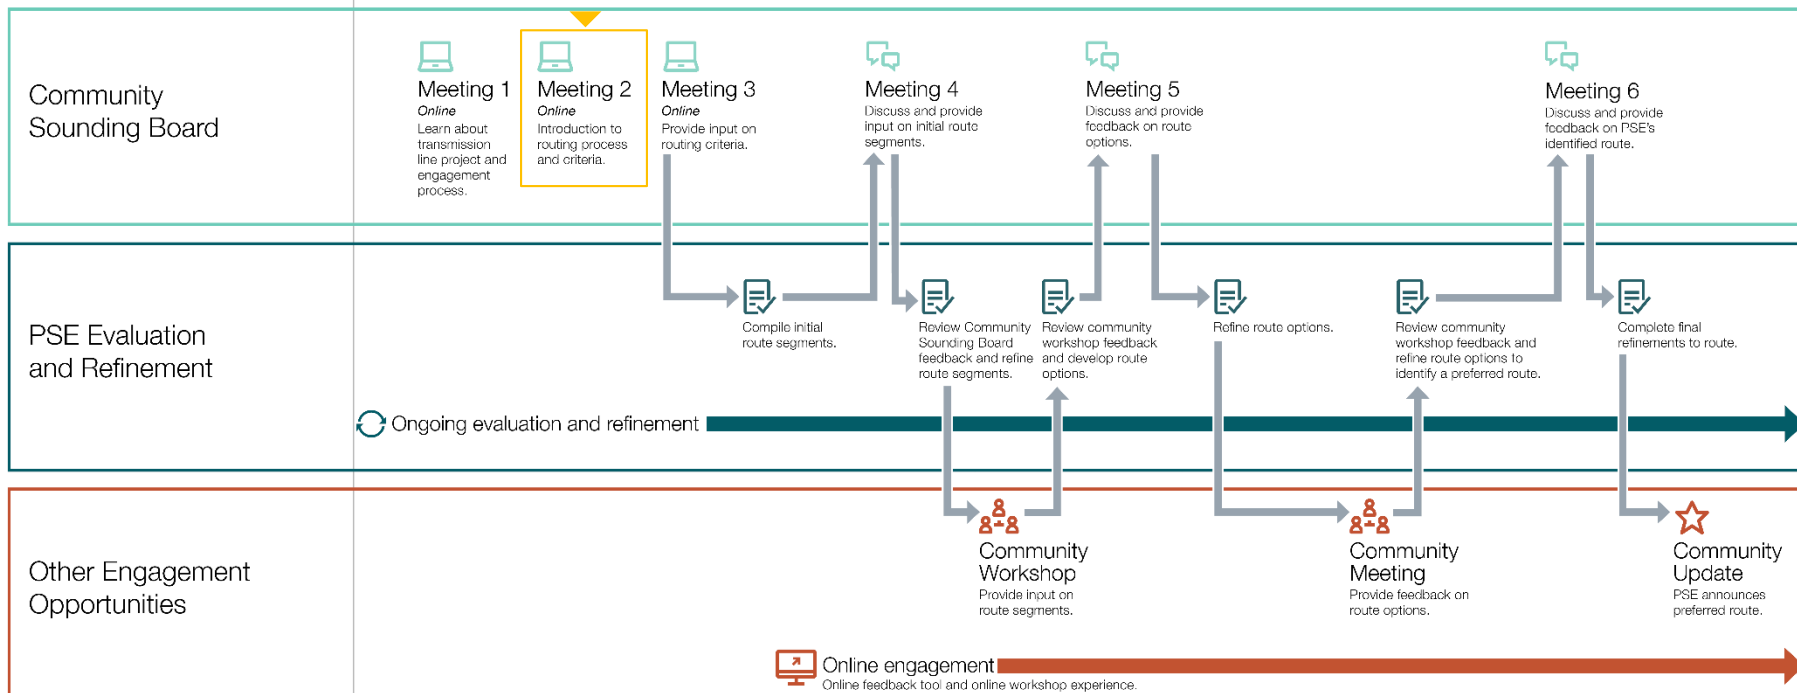 Community
Sounding Board
Meeting 1
Online
Learn about
transmission
line project and
engagement
process.
Meeting 2
Online
Introduction to
routing process
and criteria.
Meeting 3
Online
Provide input on
routing criteria.
Meeting 4
Discuss and provide
input on initial route
segments.
Meeting 5
Discuss and provide
feedback on route
options.
Meeting 6
Discuss and provide
feedback on PSE's
identified route.
PSE Evaluation
and Refinement
Compile initial
route segments.
Review Community
Sounding Board
feedback and refine
route segments.
Review community
workshop feedback
and develop route
options.
Refine route options.
Review community
workshop feedback and
refine route options to
identify a preferred route.
Complete final
refinements to route.
Ongoing evaluation and refinement
Other Engagement
Opportunities
Community
Workshop
Provide input on
route segments.
Community
Meeting
Provide feedback on
route options.
Community
Update
PSE announces
preferred route.
Online engagement
Online feedback tool and online workshop experience.